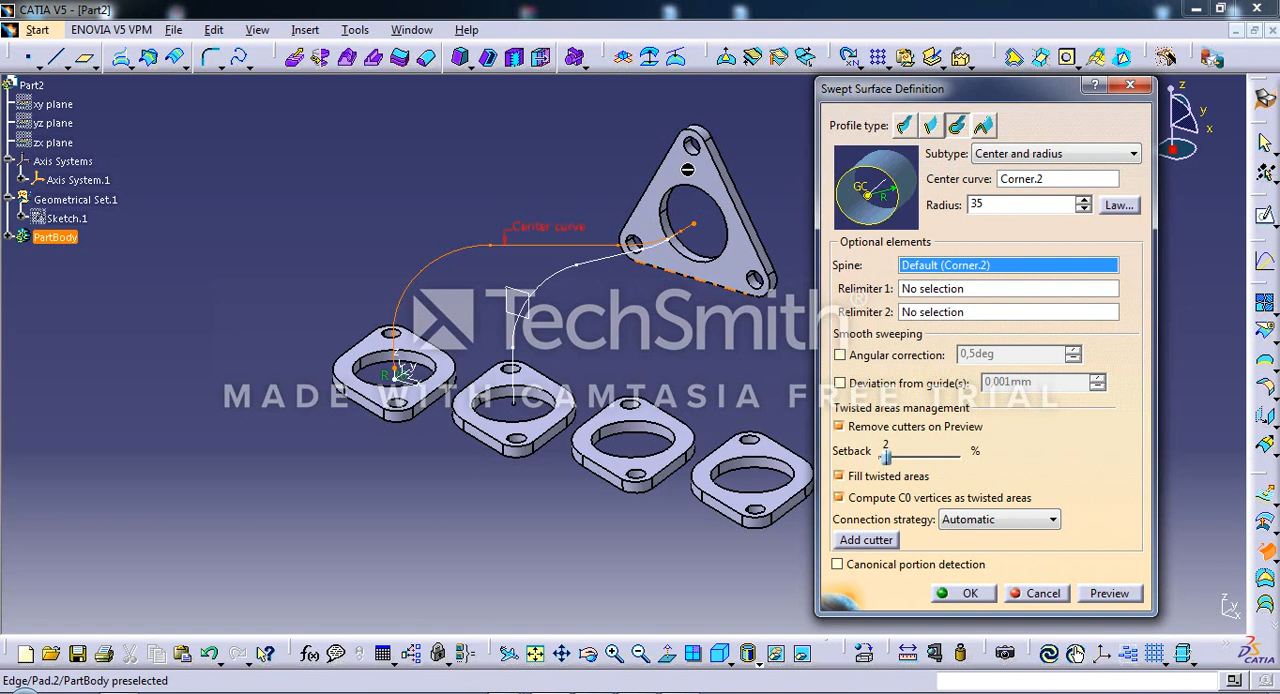 CATIA V5 - [Part2]
Start ENOVIA V5 VPM File Edit View Insert Tools Window Help
Part2
xy plane
yz plane
zx plane
Axis Systems
Axis System.1
Geometrical Set.1
Sketch.1
PartBody
Center curve
R
z
y
x
Swept Surface Definition
Profile type:
Subtype: Center and radius
Center curve: Corner.2
Radius: 35 Law...
GC
R
Optional elements
Spine: Default (Corner.2)
Relimiter 1: No selection
Relimiter 2: No selection
Smooth sweeping
Angular correction: 0,5deg
Deviation from guide(s): 0,001mm
Twisted areas management
Remove cutters on Preview
Setback 2 %
Fill twisted areas
Compute C0 vertices as twisted areas
Connection strategy: Automatic
Add cutter
Canonical portion detection
OK Cancel Preview
TechSmith®
MADE WITH CAMTASIA FREE TRIAL
z
y
x
f(x)
CATIA
Edge/Pad.2/PartBody preselected